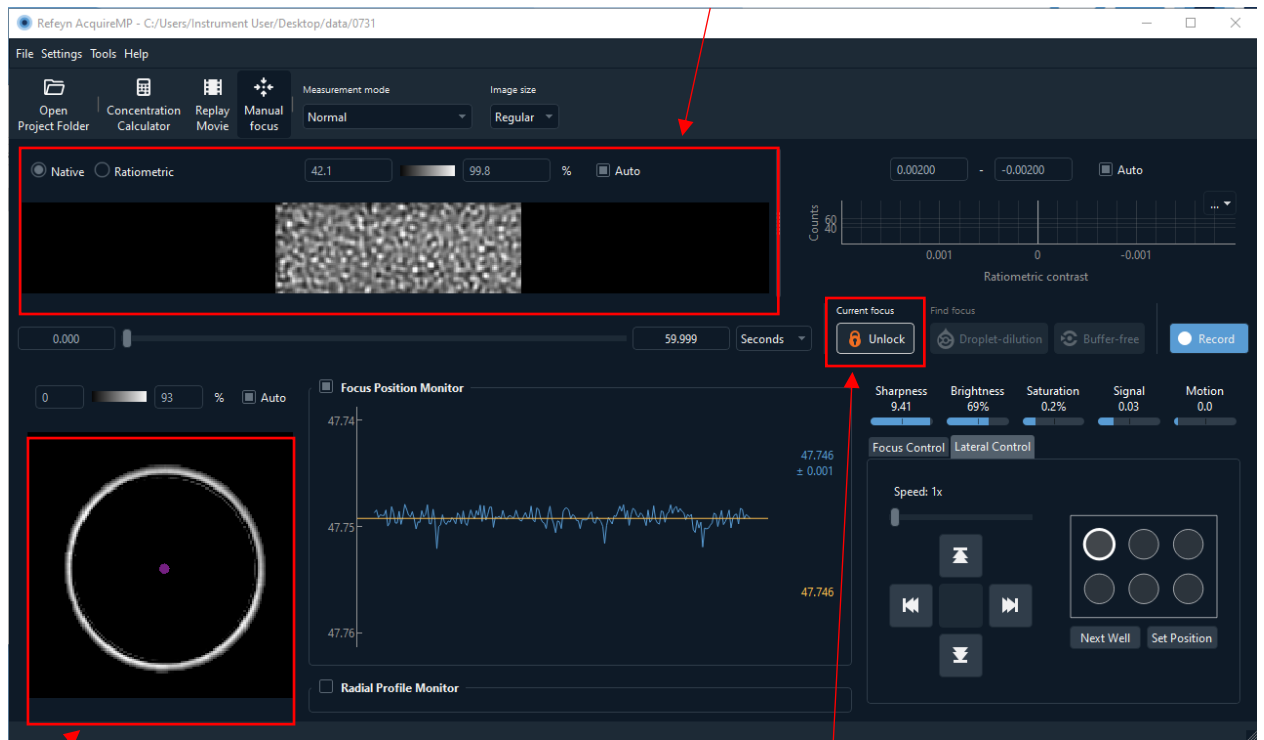 Refeyn AcquireMP - C:/Users/Instrument User/Desktop/data/0731
File Settings Tools Help
Open Project Folder
Concentration Calculator
Replay Movie
Manual focus
Measurement mode
Normal
Image size
Regular
Native Ratiometric 42.1 99.8 % Auto
0.00200 - -0.00200 Auto
...
Counts
60
40
0.001 0 -0.001
Ratiometric contrast
Current focus
Unlock
Find focus
Droplet-dilution
Buffer-free
Record
0.000 59.999 Seconds
0 93 % Auto
Focus Position Monitor
47.74
47.75
47.76
47.746
± 0.001
47.746
Radial Profile Monitor
Sharpness Brightness Saturation Signal Motion
9.41 69% 0.2% 0.03 0.0
Focus Control Lateral Control
Speed: 1x
Next Well Set Position